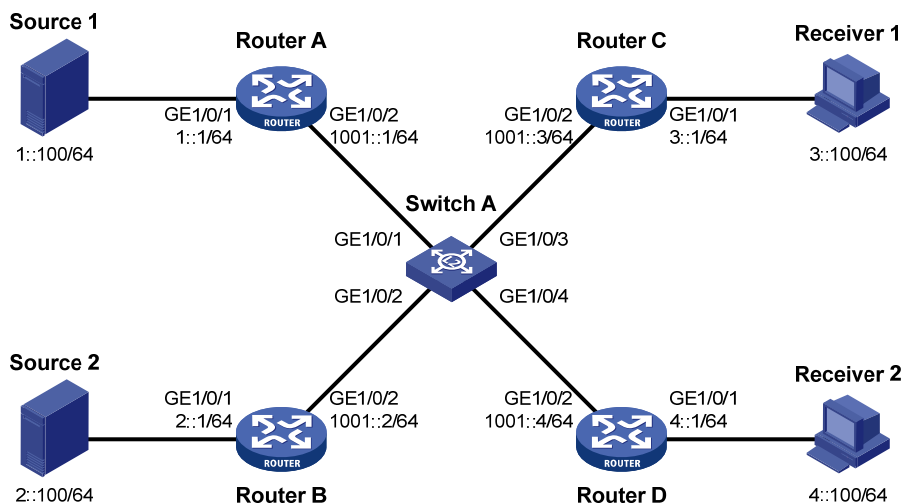 Source 1
Router A
Router C
Receiver 1
GE1/0/1
1::1/64
GE1/0/2
1001::1/64
GE1/0/2
1001::3/64
GE1/0/1
3::1/64
ROUTER
ROUTER
1::100/64
3::100/64
Switch A
GE1/0/1
GE1/0/3
GE1/0/2
GE1/0/4
Source 2
Receiver 2
GE1/0/1
2::1/64
GE1/0/2
1001::2/64
GE1/0/2
1001::4/64
GE1/0/1
4::1/64
ROUTER
ROUTER
2::100/64
Router B
Router D
4::100/64